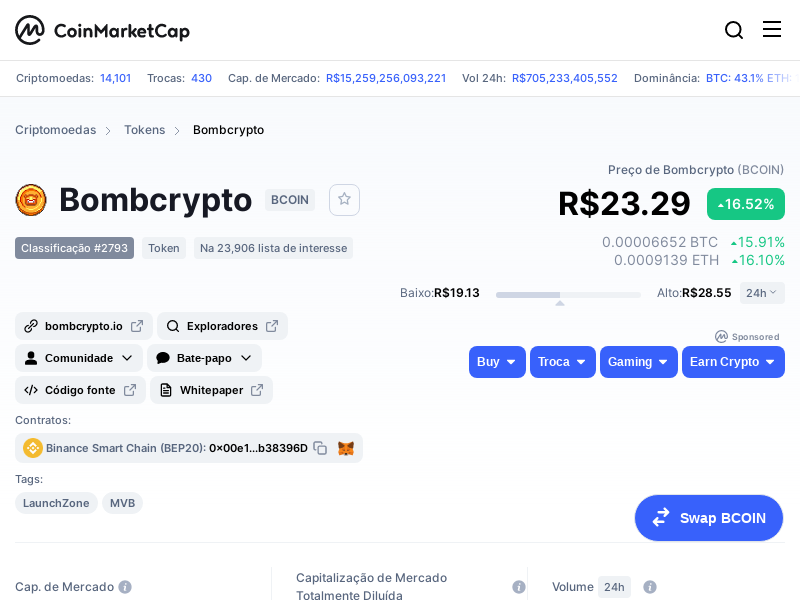 CoinMarketCap
Criptomoedas: 14,101 Trocas: 430 Cap. de Mercado: R$15,259,256,093,221 Vol 24h: R$705,233,405,552 Dominância: BTC: 43.1% ETH:
Criptomoedas > Tokens > Bombcrypto
Preço de Bombcrypto (BCOIN)
Bombcrypto BCOIN
R$23.29 16.52%
Classificação #2793 Token Na 23,906 lista de interesse
0.00006652 BTC 15.91%
0.0009139 ETH 16.10%
Baixo:R$19.13 Alto:R$28.55 24h
bombcrypto.io Exploradores
Sponsored
Comunidade Bate-papo
Buy Troca Gaming Earn Crypto
Código fonte Whitepaper
Contratos:
Binance Smart Chain (BEP20): 0x00e1...b38396D
Tags:
LaunchZone MVB
Swap BCOIN
Cap. de Mercado
Capitalização de Mercado
Totalmente Diluída
Volume 24h